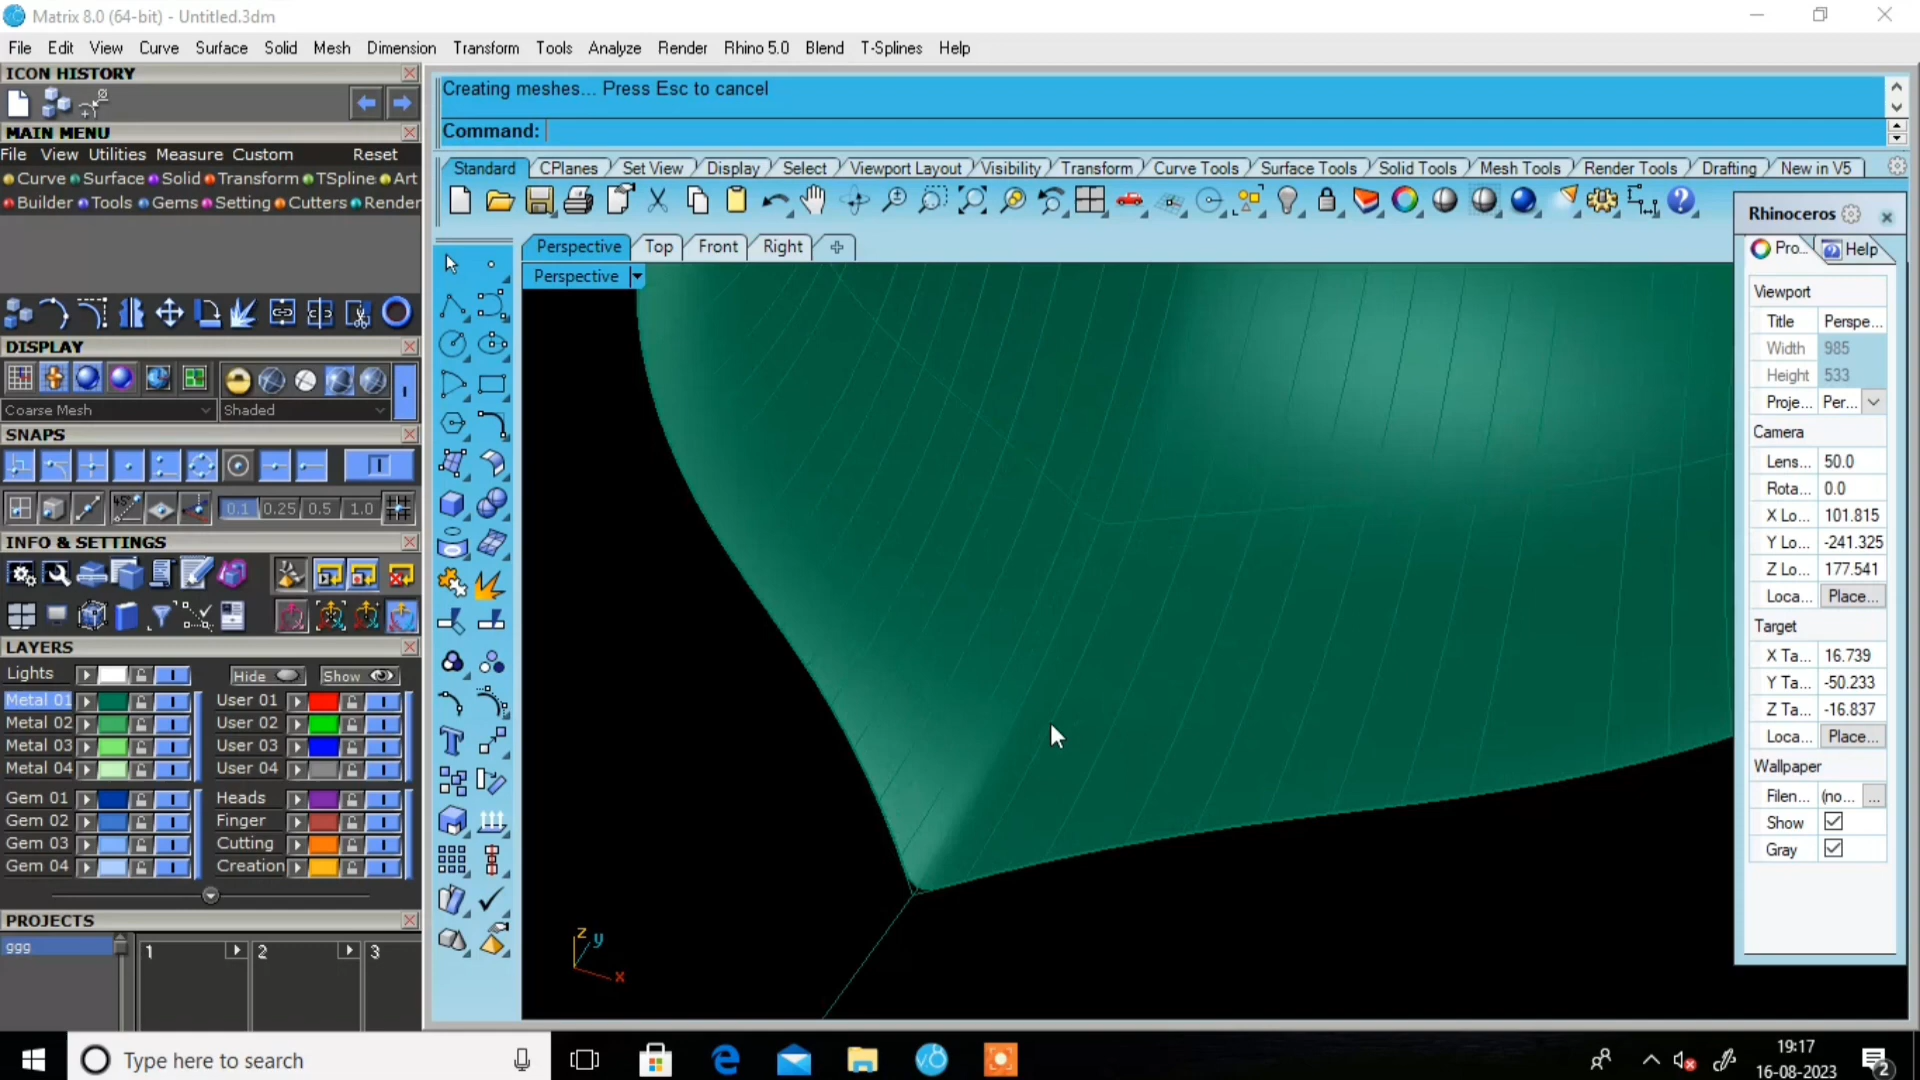 Matrix 8.0 (64-bit) - Untitled.3dm
File Edit View Curve Surface Solid Mesh Dimension Transform Tools Analyze Render Rhino 5.0 Blend T-Splines Help
ICON HISTORY
MAIN MENU
File View Utilities Measure Custom Reset
Curve Surface Solid Transform TSpline Art
Builder Tools Gems Setting Cutters Render
DISPLAY
Coarse Mesh Shaded
SNAPS
45°
0.1 0.25 0.5 1.0
INFO & SETTINGS
LAYERS
Lights Hide Show
Metal 01 User 01
Metal 02 User 02
Metal 03 User 03
Metal 04 User 04
Gem 01 Heads
Gem 02 Finger
Gem 03 Cutting
Gem 04 Creation
PROJECTS
ggg 1 2 3
Creating meshes... Press Esc to cancel
Command:
Standard CPlanes Set View Display Select Viewport Layout Visibility Transform Curve Tools Surface Tools Solid Tools Mesh Tools Render Tools Drafting New in V5
Perspective Top Front Right
Perspective
z y x
Rhinoceros
Pro... Help
Viewport
Title Perspe...
Width 985
Height 533
Proje... Per...
Camera
Lens... 50.0
Rota... 0.0
X Lo... 101.815
Y Lo... -241.325
Z Lo... 177.541
Loca... Place...
Target
X Ta... 16.739
Y Ta... -50.233
Z Ta... -16.837
Loca... Place...
Wallpaper
Filen... (no... ...
Show
Gray
Type here to search
19:17
16-08-2023
2